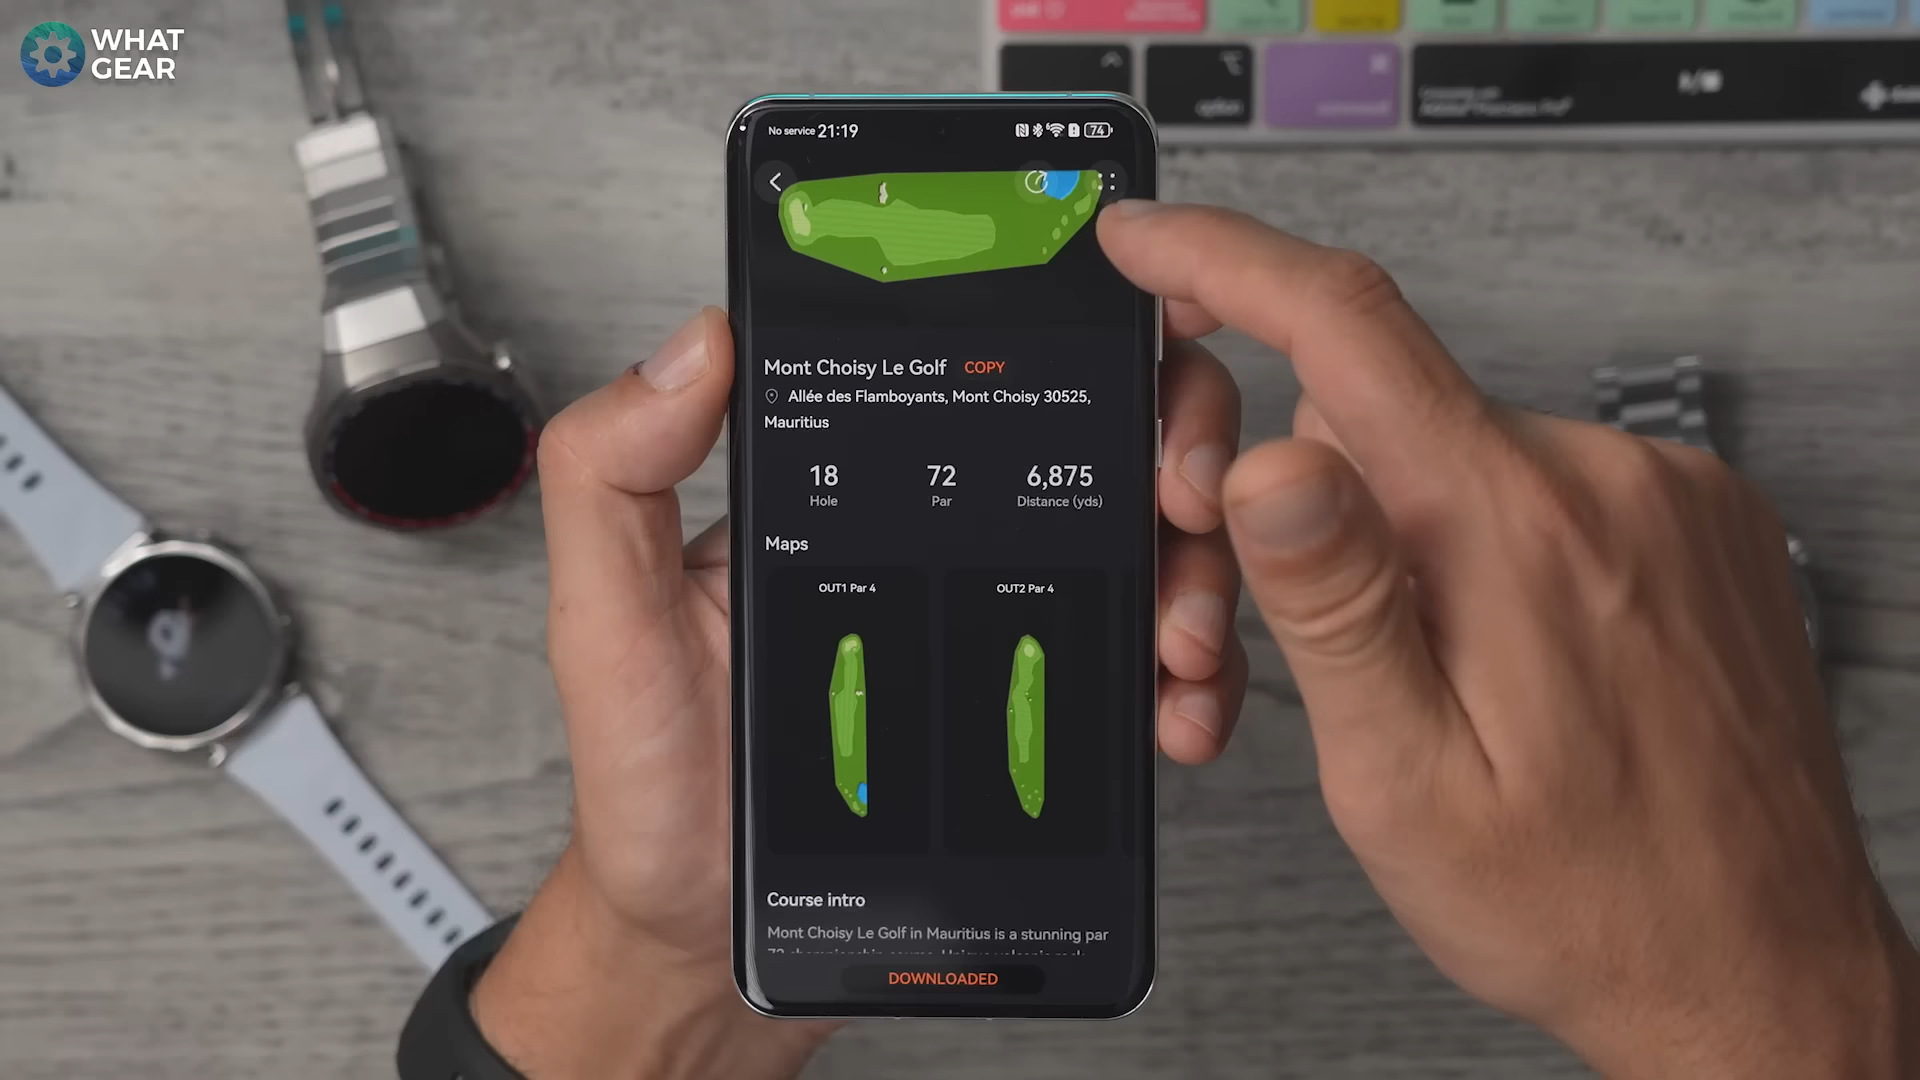 WHAT
GEAR
option
command
No service 21:19
74
Mont Choisy Le Golf COPY
Allée des Flamboyants, Mont Choisy 30525,
Mauritius
18 72 6,875
Hole Par Distance (yds)
Maps
OUT1 Par 4 OUT2 Par 4
Course intro
Mont Choisy Le Golf in Mauritius is a stunning par
DOWNLOADED